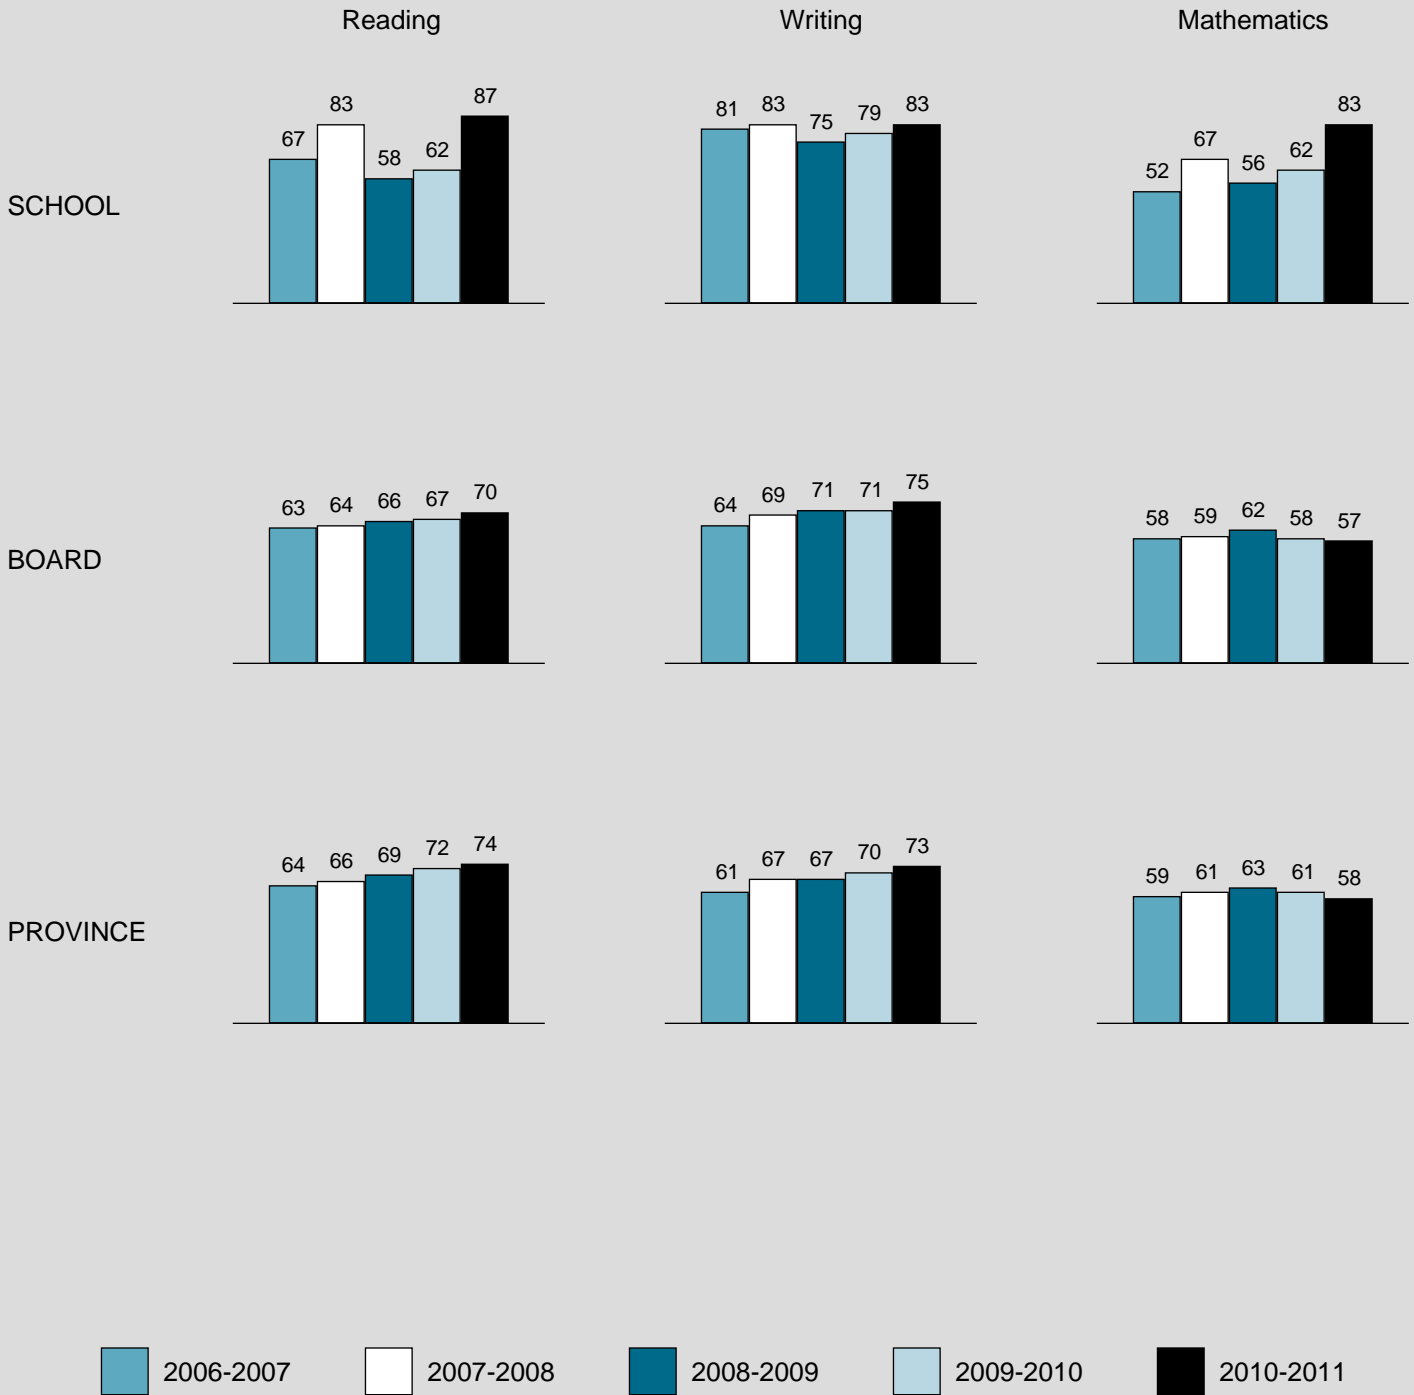 Reading Writing Mathematics
SCHOOL
67 83 58 62 87
81 83 75 79 83
52 67 56 62 83
BOARD
63 64 66 67 70
64 69 71 71 75
58 59 62 58 57
PROVINCE
64 66 69 72 74
61 67 67 70 73
59 61 63 61 58
2006-2007 2007-2008 2008-2009 2009-2010 2010-2011